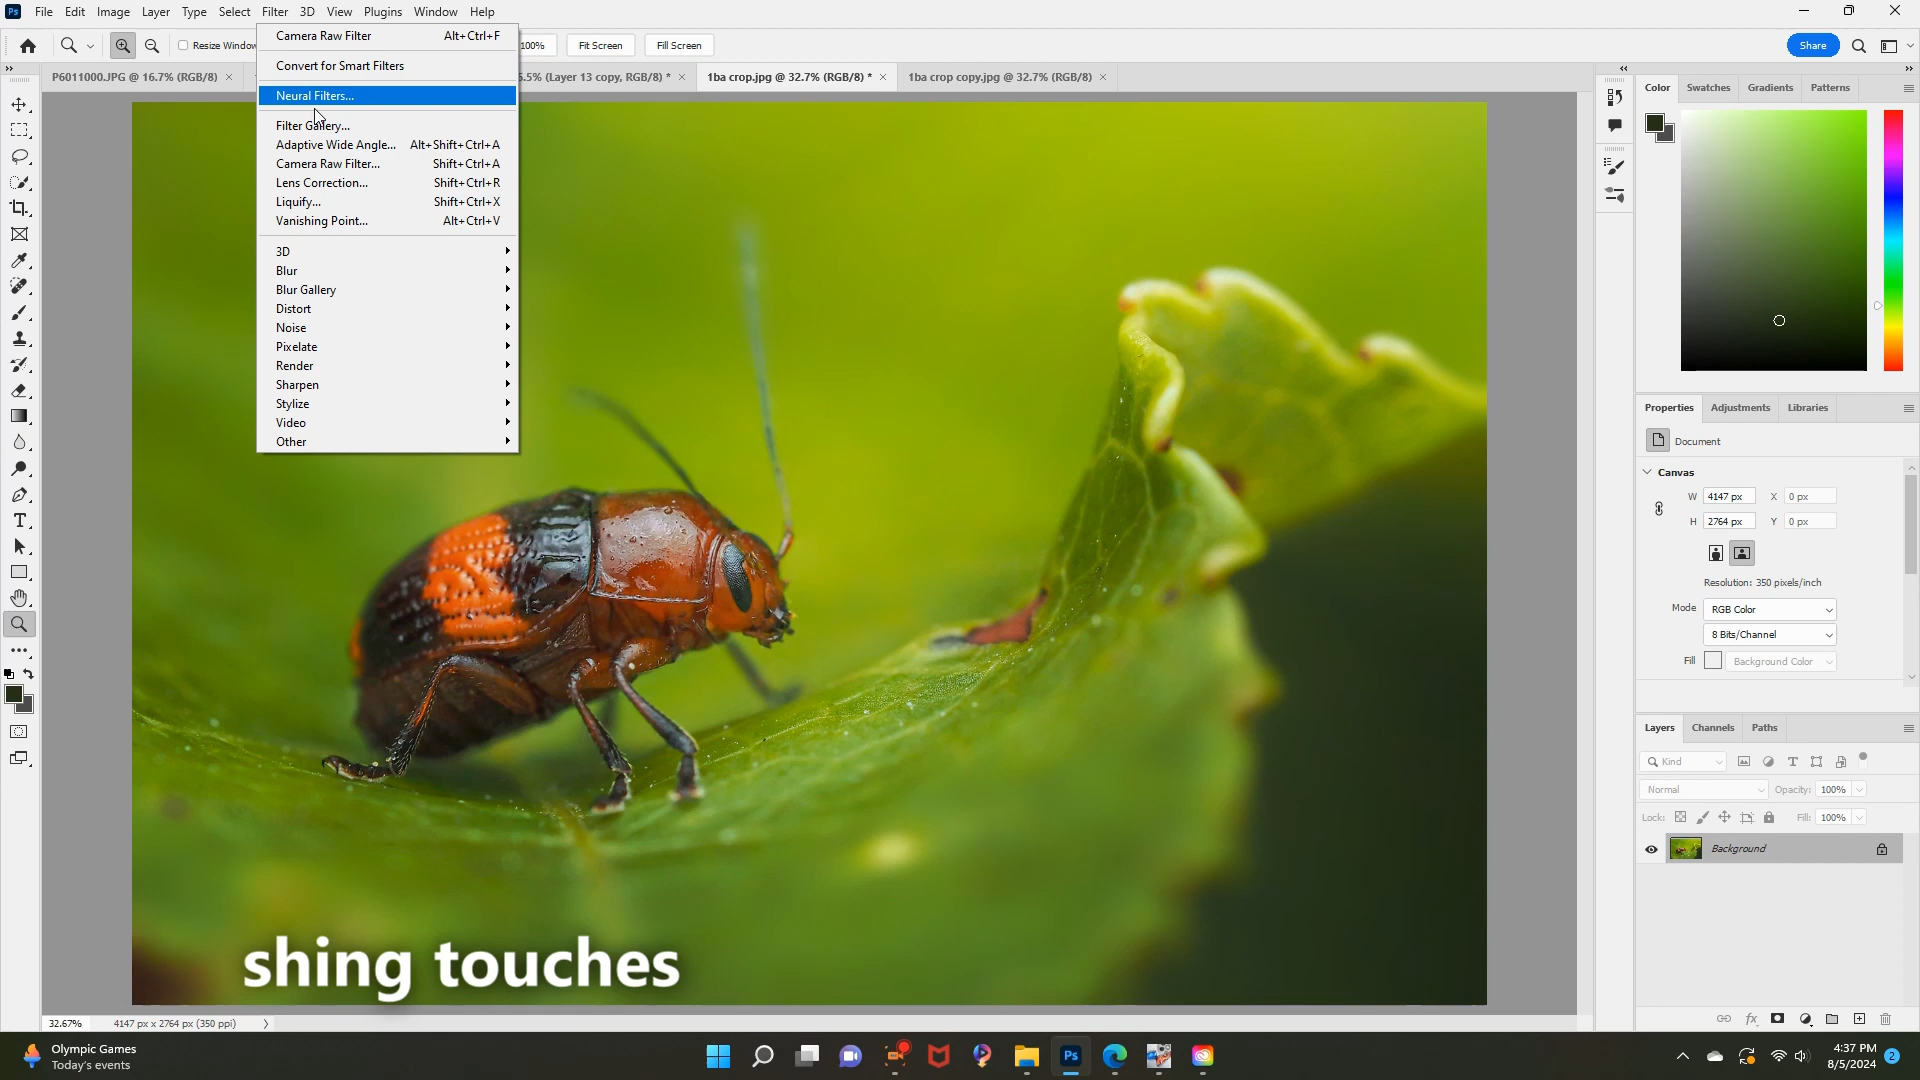 Ps File Edit Image Layer Type Select Filter 3D View Plugins Window Help
Resize Window 100% Fit Screen Fill Screen Share
P6011000.JPG @ 16.7% (RGB/8) × 5.5% (Layer 13 copy, RGB/8) * × 1ba crop.jpg @ 32.7% (RGB/8) * × 1ba crop copy.jpg @ 32.7% (RGB/8) ×
Camera Raw Filter Alt+Ctrl+F
Convert for Smart Filters
Neural Filters...
Filter Gallery...
Adaptive Wide Angle... Alt+Shift+Ctrl+A
Camera Raw Filter... Shift+Ctrl+A
Lens Correction... Shift+Ctrl+R
Liquify... Shift+Ctrl+X
Vanishing Point... Alt+Ctrl+V
3D
Blur
Blur Gallery
Distort
Noise
Pixelate
Render
Sharpen
Stylize
Video
Other
Color Swatches Gradients Patterns
Properties Adjustments Libraries
Document
Canvas
W 4147 px X 0 px
H 2764 px Y 0 px
Resolution: 350 pixels/inch
Mode RGB Color
8 Bits/Channel
Fill Background Color
Layers Channels Paths
Kind
Normal Opacity: 100%
Lock: Fill: 100%
Background
fx
shing touches
32.67% 4147 px x 2764 px (350 ppi)
Olympic Games
Today's events
Ps
4:37 PM
8/5/2024
2